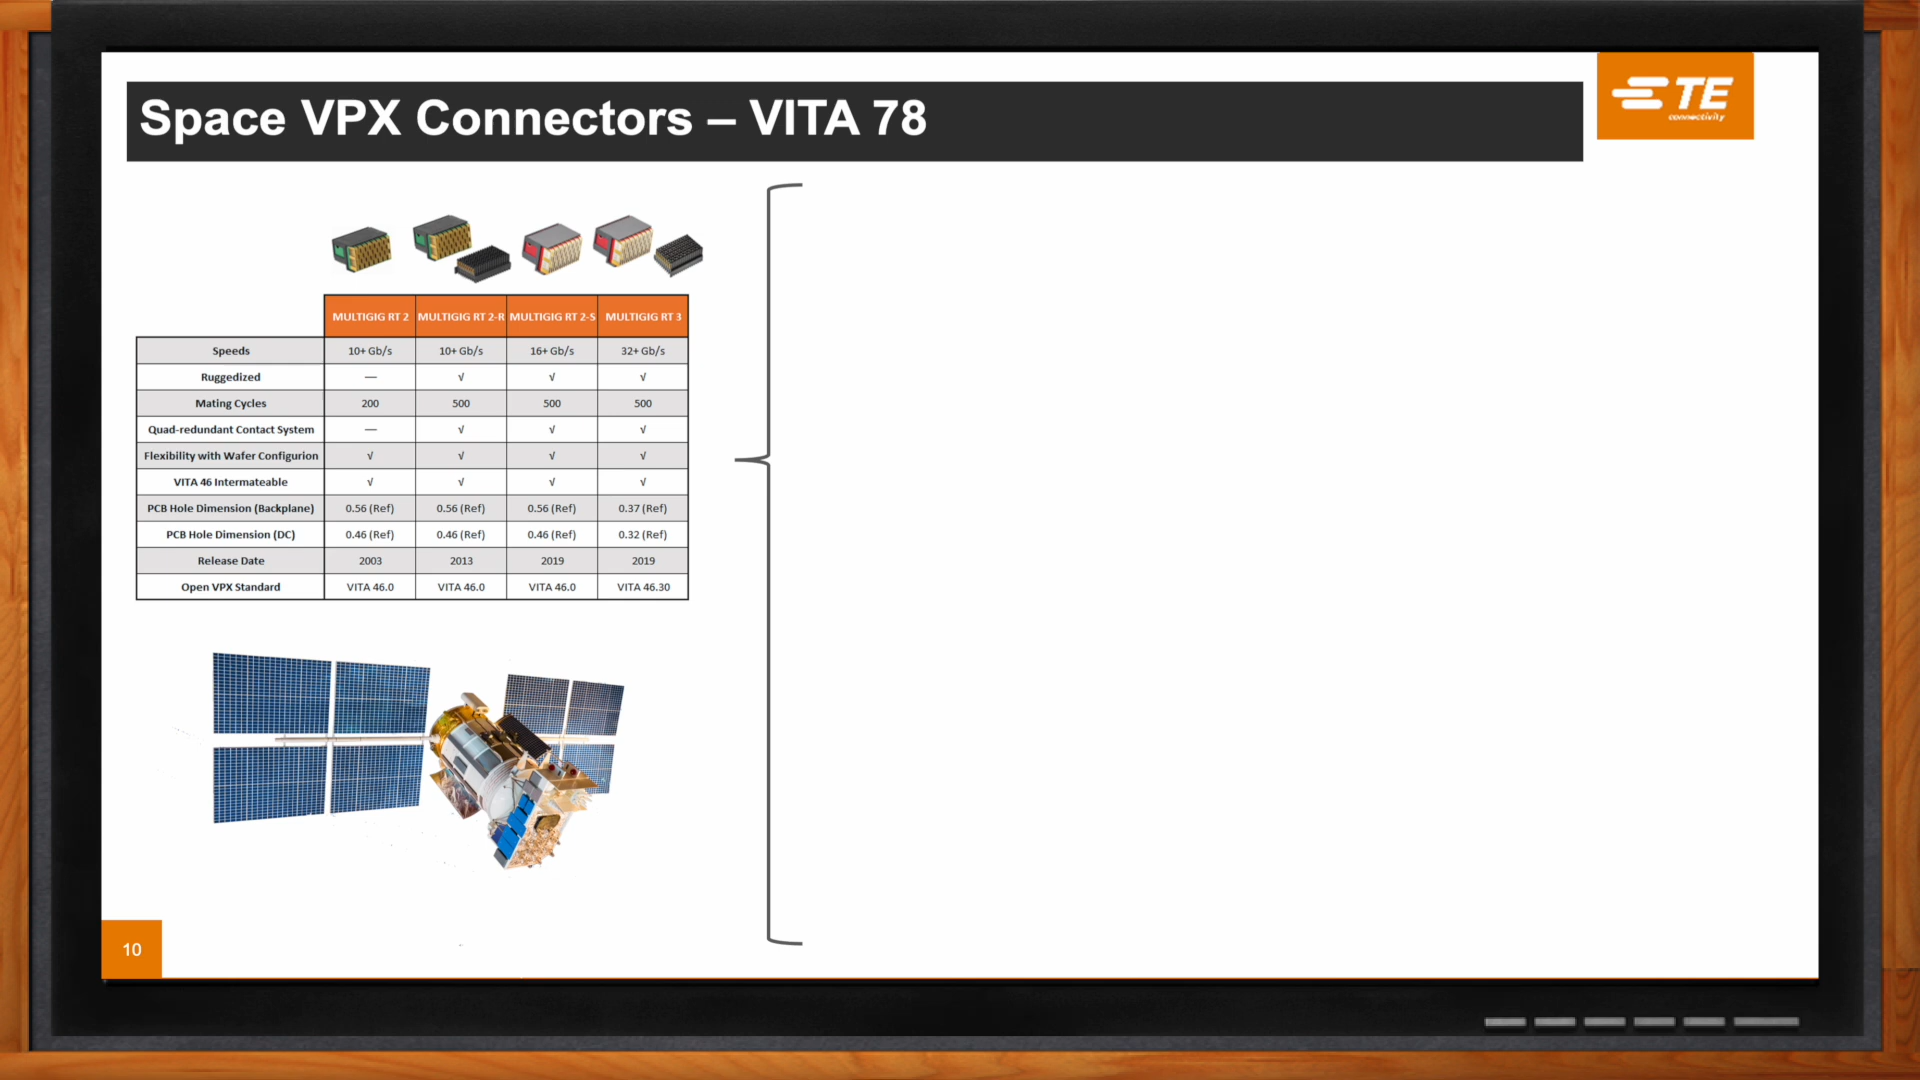 Space VPX Connectors – VITA 78
TE
connectivity
MULTIGIG RT 2 MULTIGIG RT 2-R MULTIGIG RT 2-S MULTIGIG RT 3
Speeds 10+ Gb/s 10+ Gb/s 16+ Gb/s 32+ Gb/s
Ruggedized — √ √ √
Mating Cycles 200 500 500 500
Quad-redundant Contact System — √ √ √
Flexibility with Wafer Configurion √ √ √ √
VITA 46 Intermateable √ √ √ √
PCB Hole Dimension (Backplane) 0.56 (Ref) 0.56 (Ref) 0.56 (Ref) 0.37 (Ref)
PCB Hole Dimension (DC) 0.46 (Ref) 0.46 (Ref) 0.46 (Ref) 0.32 (Ref)
Release Date 2003 2013 2019 2019
Open VPX Standard VITA 46.0 VITA 46.0 VITA 46.0 VITA 46.30
10